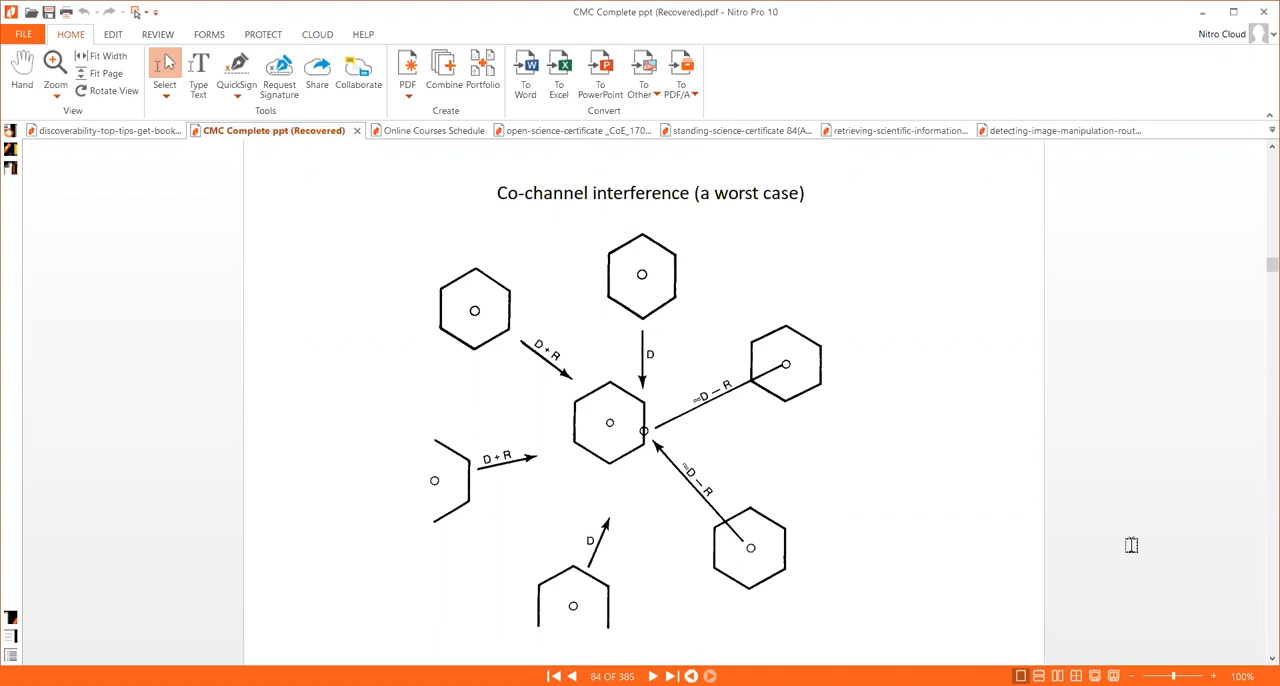 CMC Complete ppt (Recovered).pdf - Nitro Pro 10
FILE HOME EDIT REVIEW FORMS PROTECT CLOUD HELP
Nitro Cloud
Hand
Zoom
Fit Width
Fit Page
Rotate View
View
Select
Type Text
QuickSign
Request Signature
Share
Collaborate
Tools
PDF
Combine
Portfolio
Create
To Word
To Excel
To PowerPoint
To Other
To PDF/A
Convert
discoverability-top-tips-get-book...
CMC Complete ppt (Recovered)
Online Courses Schedule
open-science-certificate _CoE_170...
standing-science-certificate 84(A...
retrieving-scientific-information...
detecting-image-manipulation-rout...
Co-channel interference (a worst case)
D + R
D
≈D − R
D + R
≈D − R
D
84 OF 385
100%